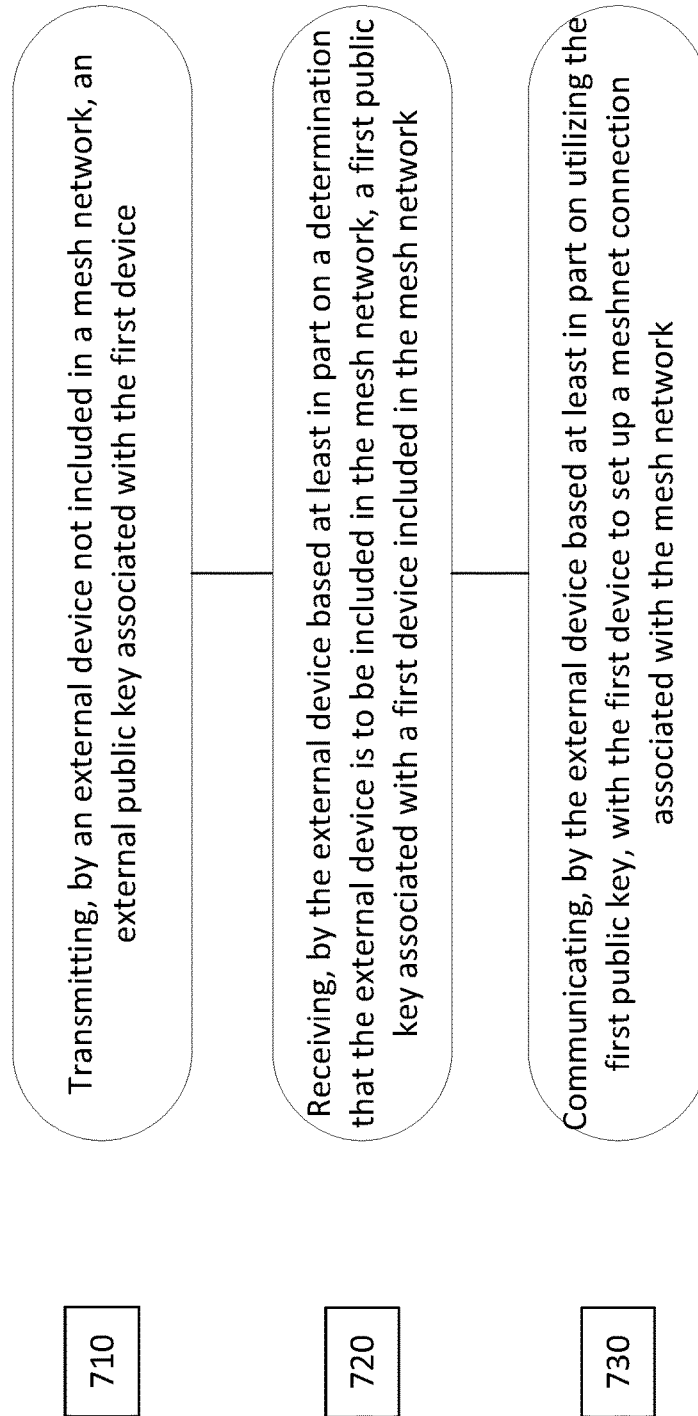 710
Transmitting, by an external device not included in a mesh network, an
external public key associated with the first device
720
Receiving, by the external device based at least in part on a determination
that the external device is to be included in the mesh network, a first public
key associated with a first device included in the mesh network
730
Communicating, by the external device based at least in part on utilizing the
first public key, with the first device to set up a meshnet connection
associated with the mesh network